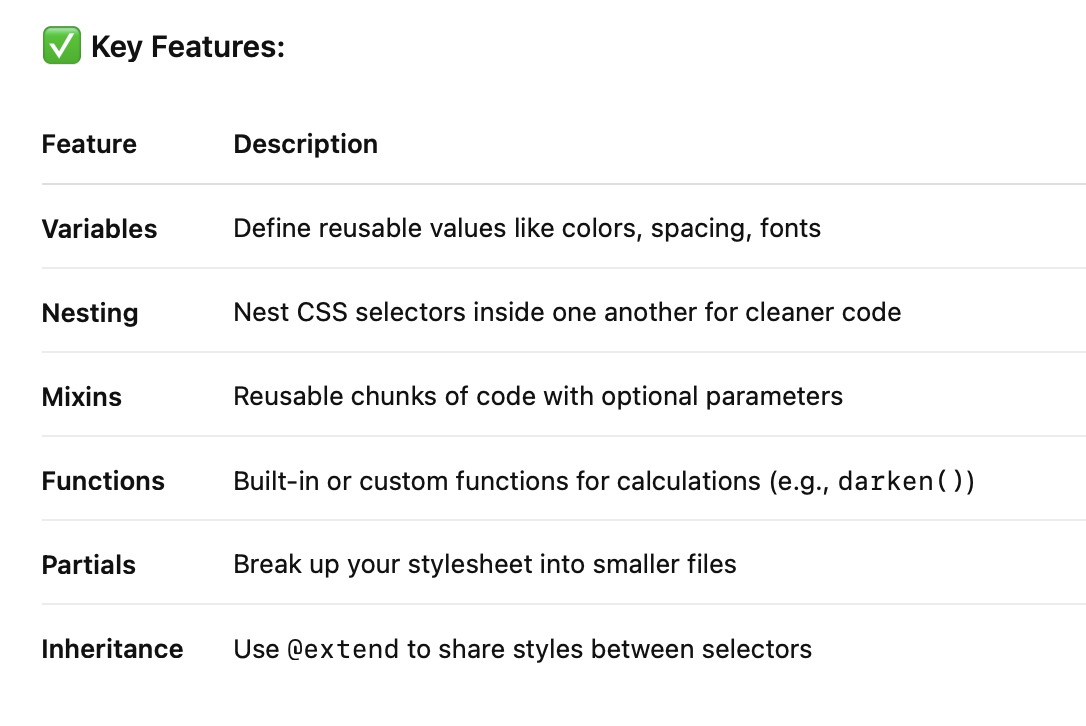 ✅ Key Features:
Feature Description
Variables Define reusable values like colors, spacing, fonts
Nesting Nest CSS selectors inside one another for cleaner code
Mixins Reusable chunks of code with optional parameters
Functions Built-in or custom functions for calculations (e.g., darken())
Partials Break up your stylesheet into smaller files
Inheritance Use @extend to share styles between selectors